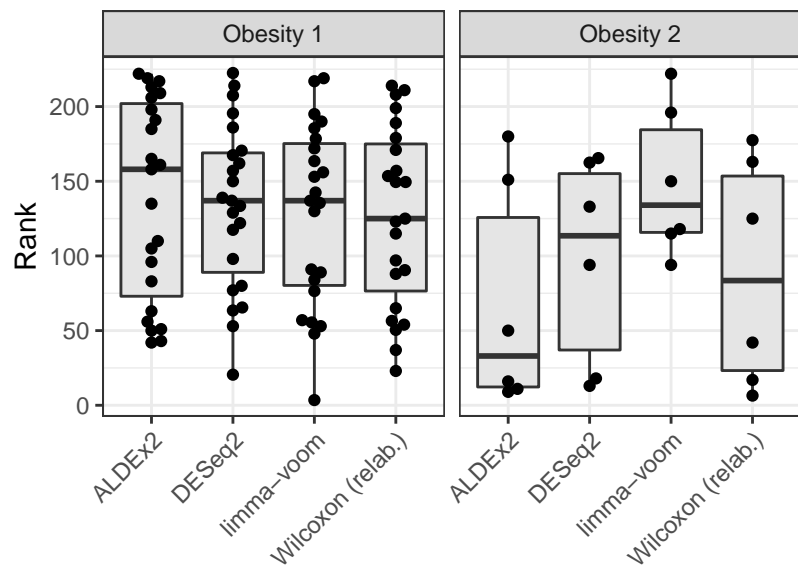 Obesity 1
Obesity 2
Rank
200
150
100
50
0
ALDEx2
DESeq2
limma−voom
Wilcoxon (relab.)
ALDEx2
DESeq2
limma−voom
Wilcoxon (relab.)